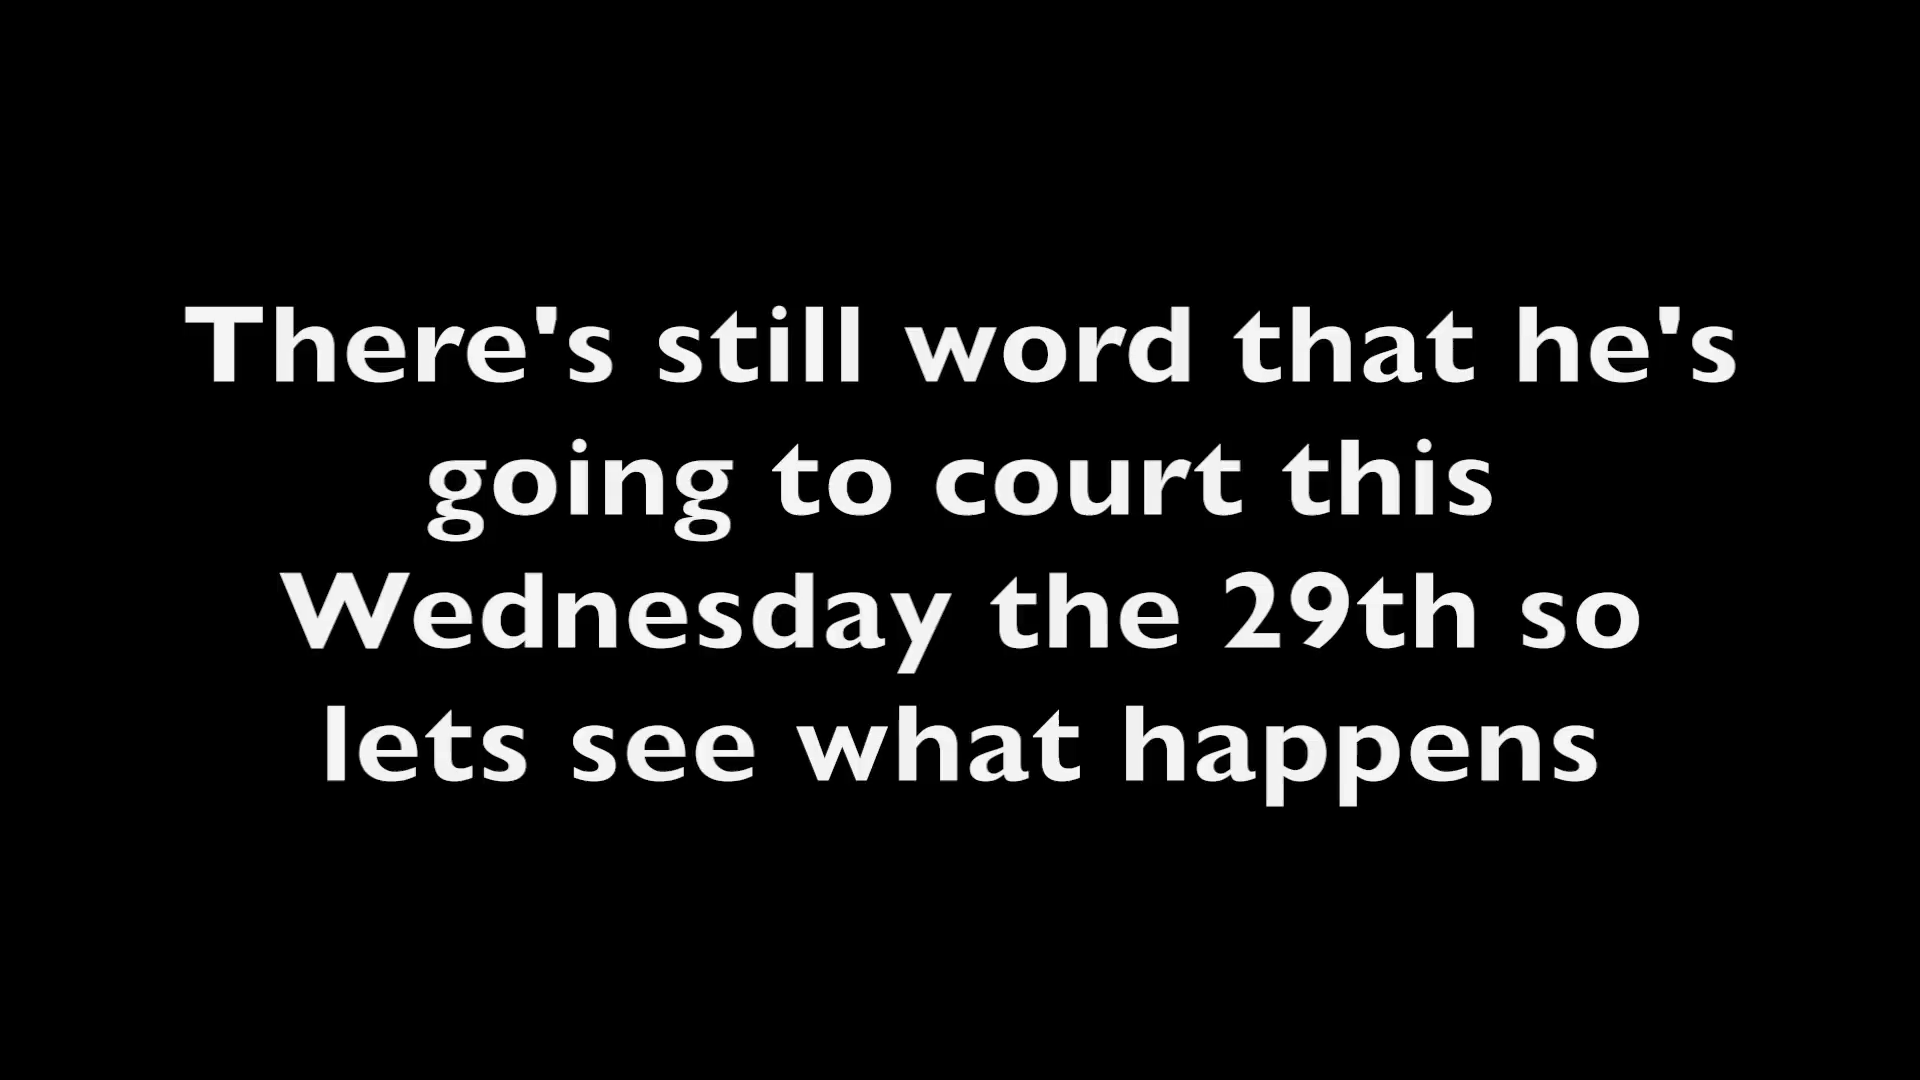 There's still word that he's
going to court this
Wednesday the 29th so
lets see what happens